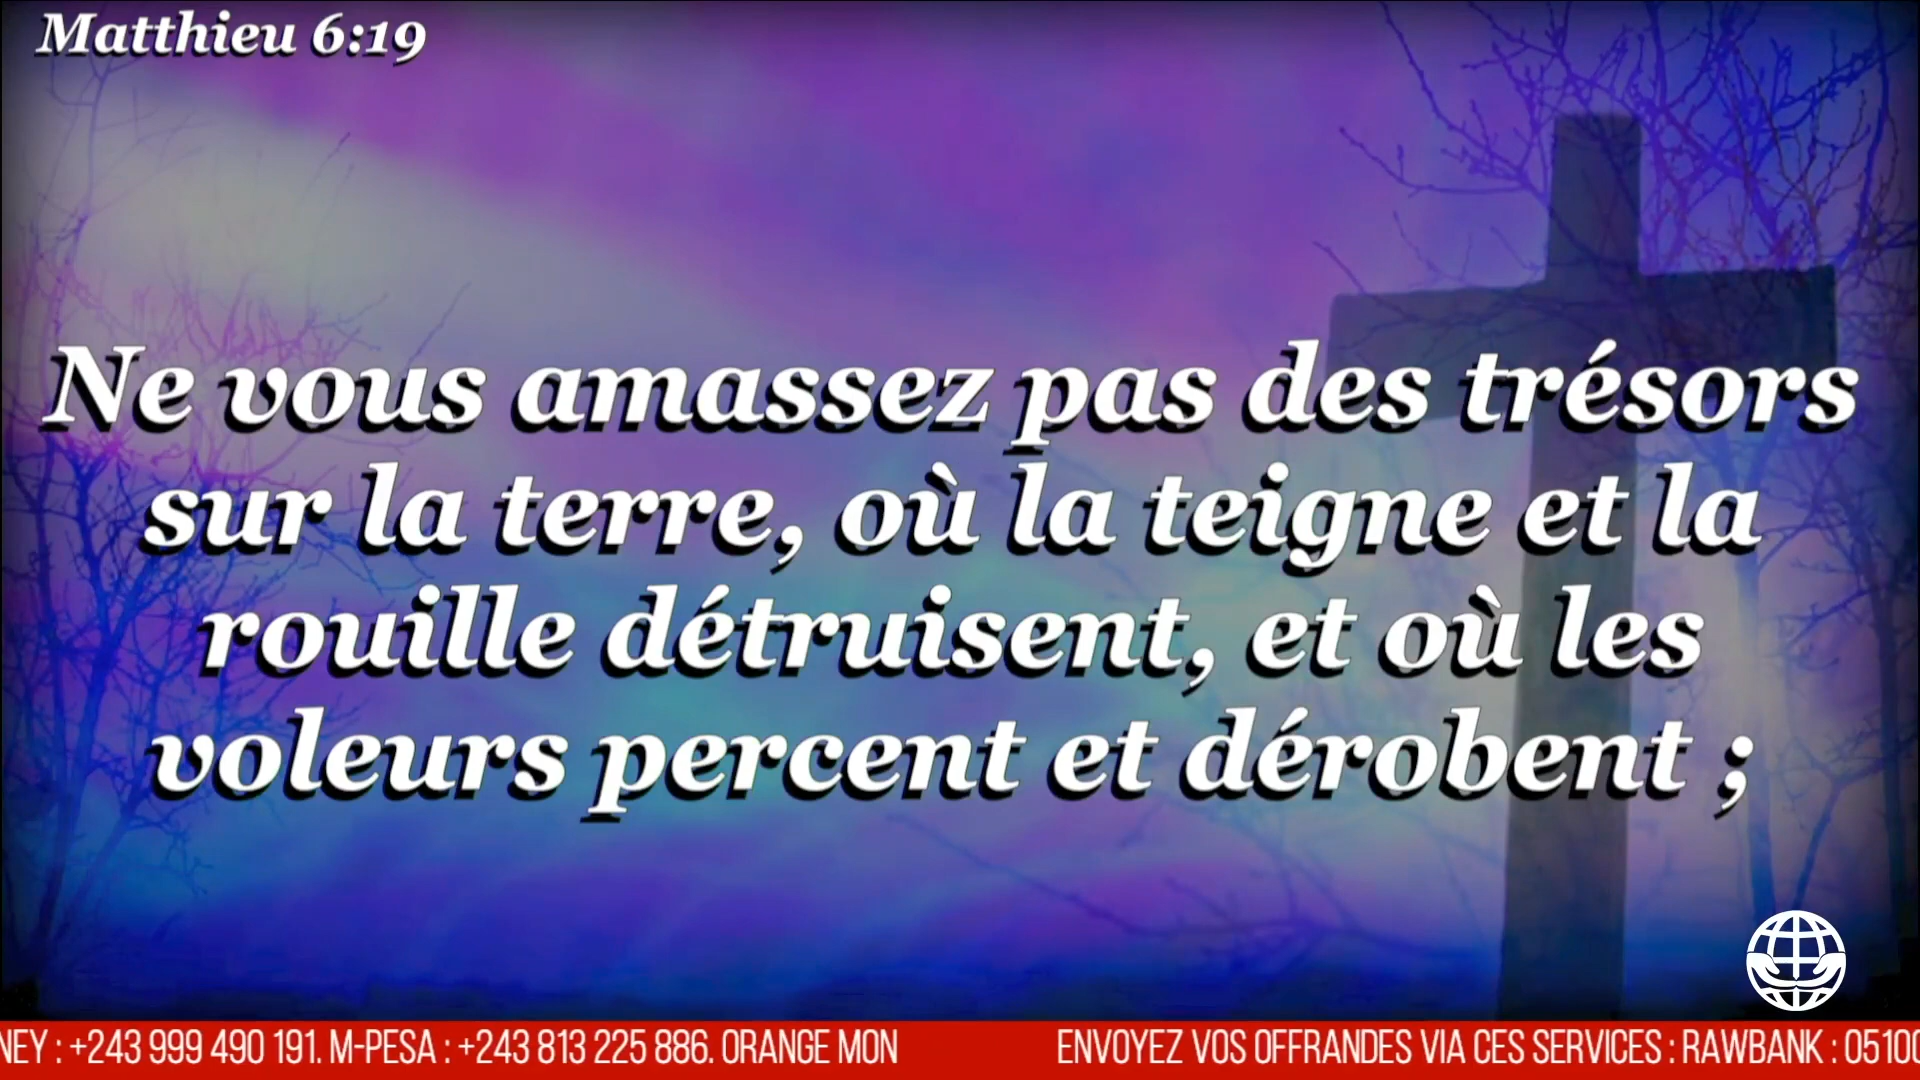 Matthieu 6:19
Ne vous amassez pas des trésors
sur la terre, où la teigne et la
rouille détruisent, et où les
voleurs percent et dérobent ;
NEY : +243 999 490 191. M-PESA : +243 813 225 886. ORANGE MON ENVOYEZ VOS OFFRANDES VIA CES SERVICES : RAWBANK : 05100